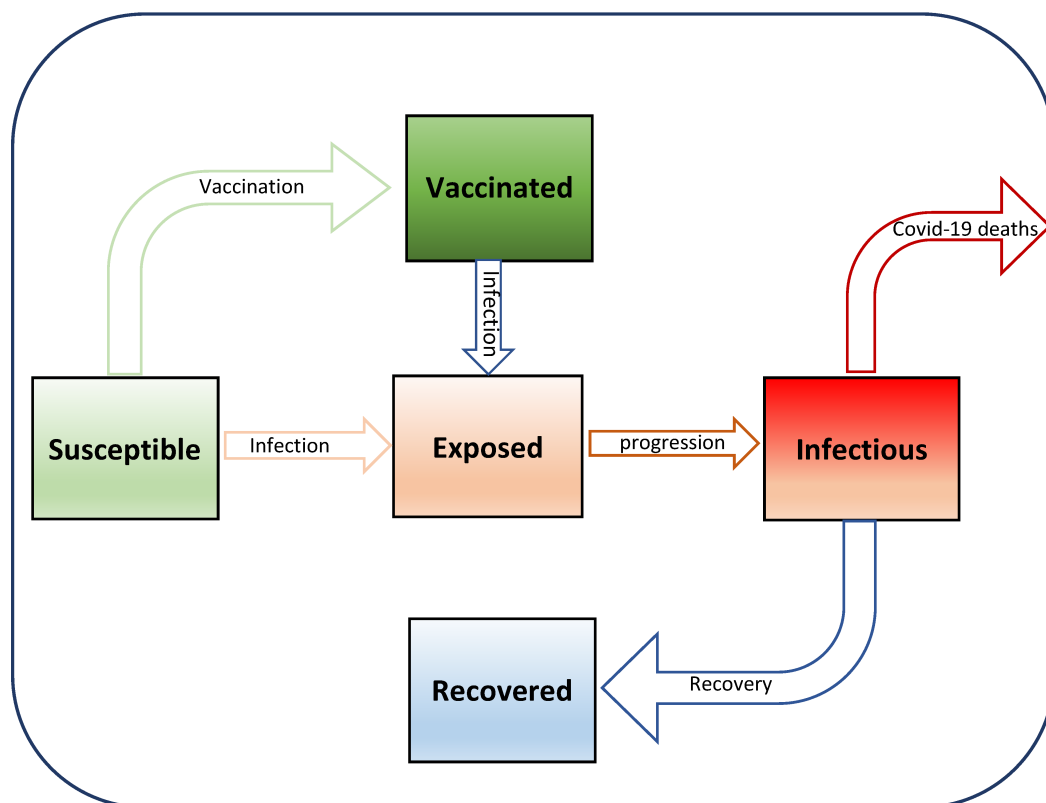 Vaccination
Vaccinated
Covid-19 deaths
Infection
Susceptible
Infection
Exposed
progression
Infectious
Recovered
Recovery